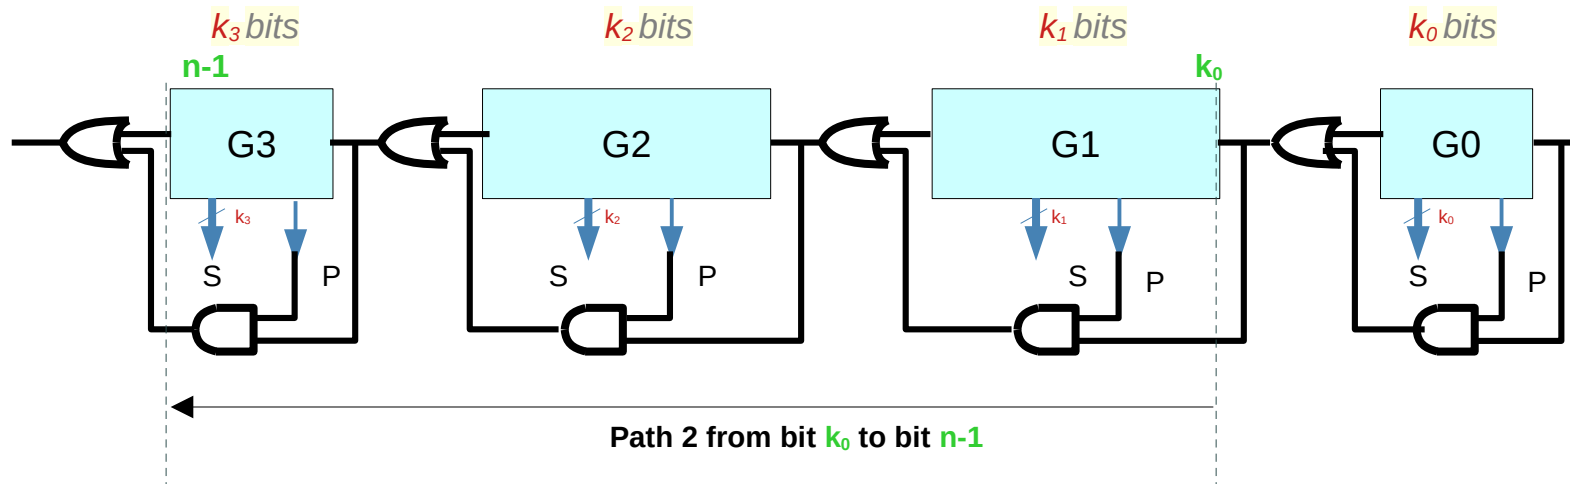 k₃ bits k₂ bits k₁ bits k₀ bits
n-1 k₀
G3 G2 G1 G0
k₃ k₂ k₁ k₀
S P S P S P S P
Path 2 from bit k₀ to bit n-1